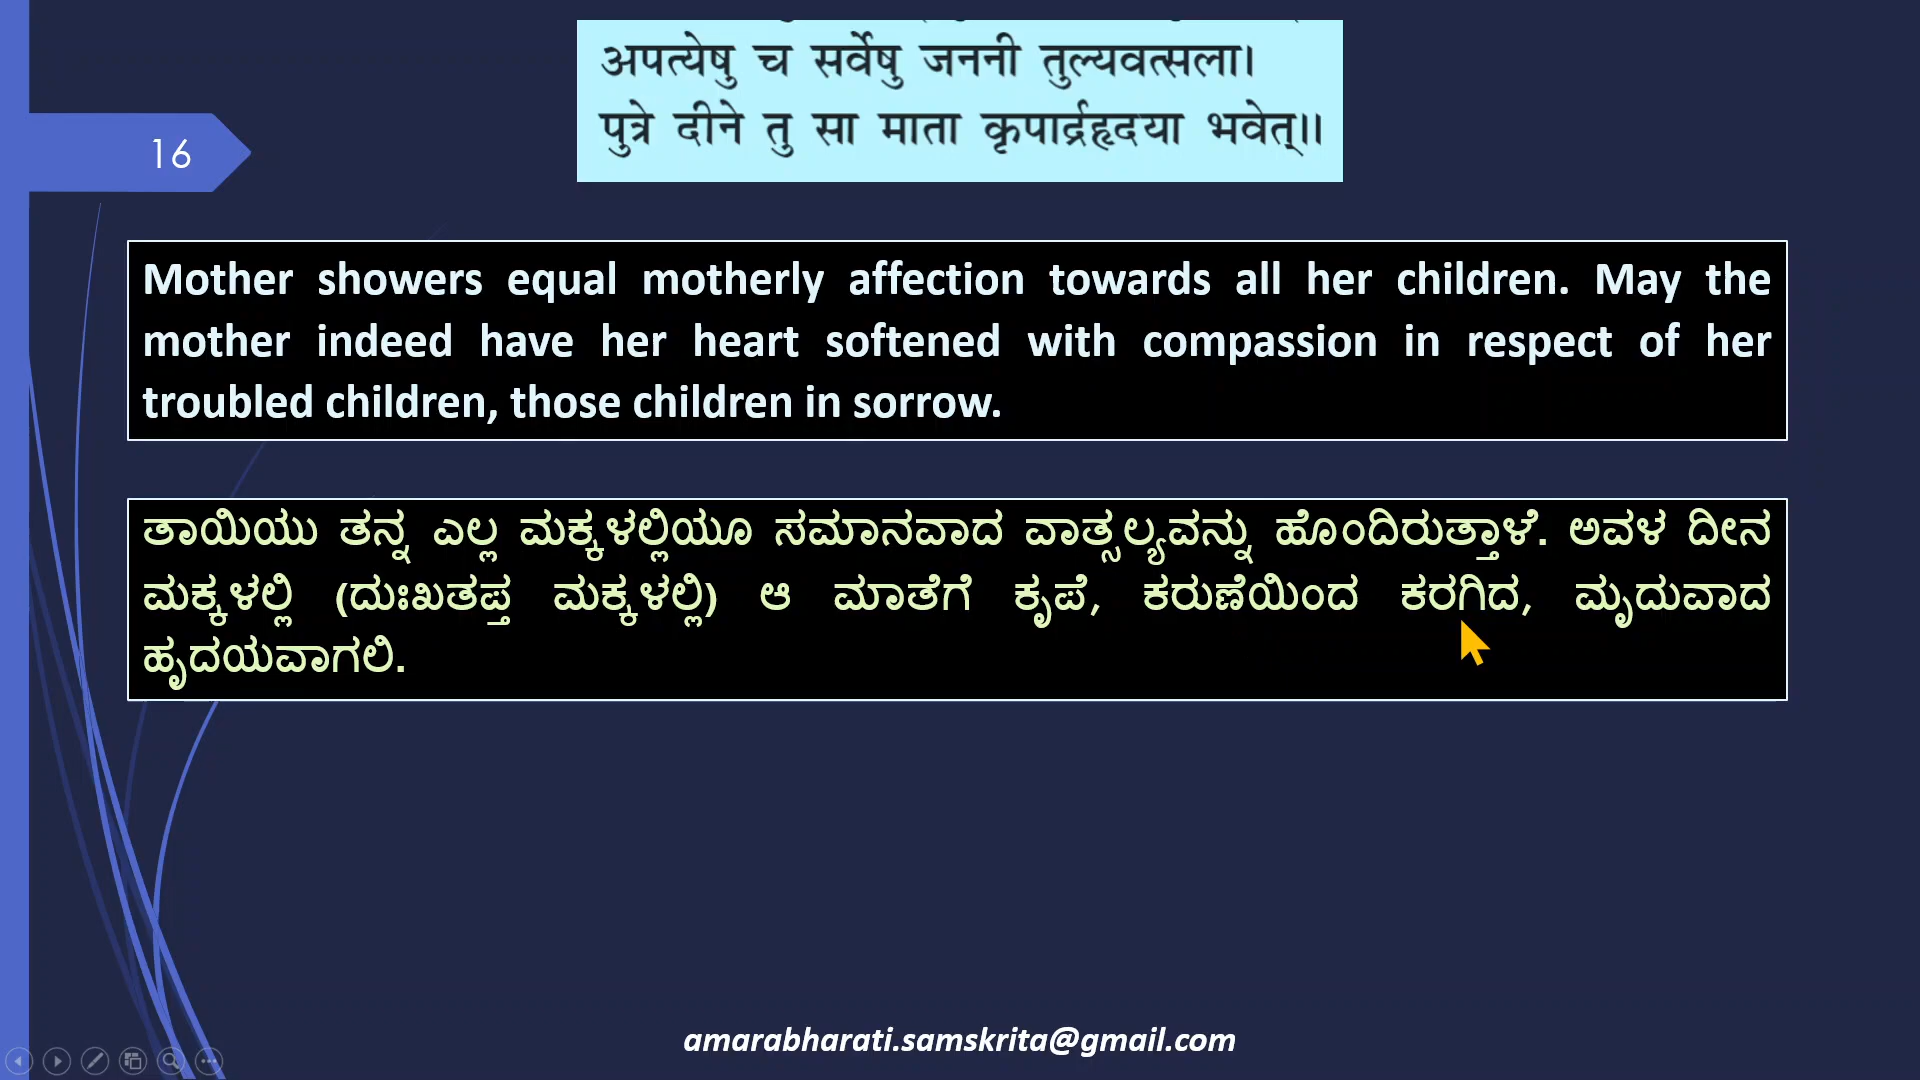 अपत्येषु च सर्वेषु जननी तुल्यवत्सला।
पुत्रे दीने तु सा माता कृपार्द्रहृदया भवेत्।।
16
Mother showers equal motherly affection towards all her children. May the
mother indeed have her heart softened with compassion in respect of her
troubled children, those children in sorrow.
ತಾಯಿಯು ತನ್ನ ಎಲ್ಲ ಮಕ್ಕಳಲ್ಲಿಯೂ ಸಮಾನವಾದ ವಾತ್ಸಲ್ಯವನ್ನು ಹೊಂದಿರುತ್ತಾಳೆ. ಅವಳ ದೀನ
ಮಕ್ಕಳಲ್ಲಿ (ದುಃಖತಪ್ತ ಮಕ್ಕಳಲ್ಲಿ) ಆ ಮಾತೆಗೆ ಕೃಪೆ, ಕರುಣೆಯಿಂದ ಕರಗಿದ, ಮೃದುವಾದ
ಹೃದಯವಾಗಲಿ.
amarabharati.samskrita@gmail.com